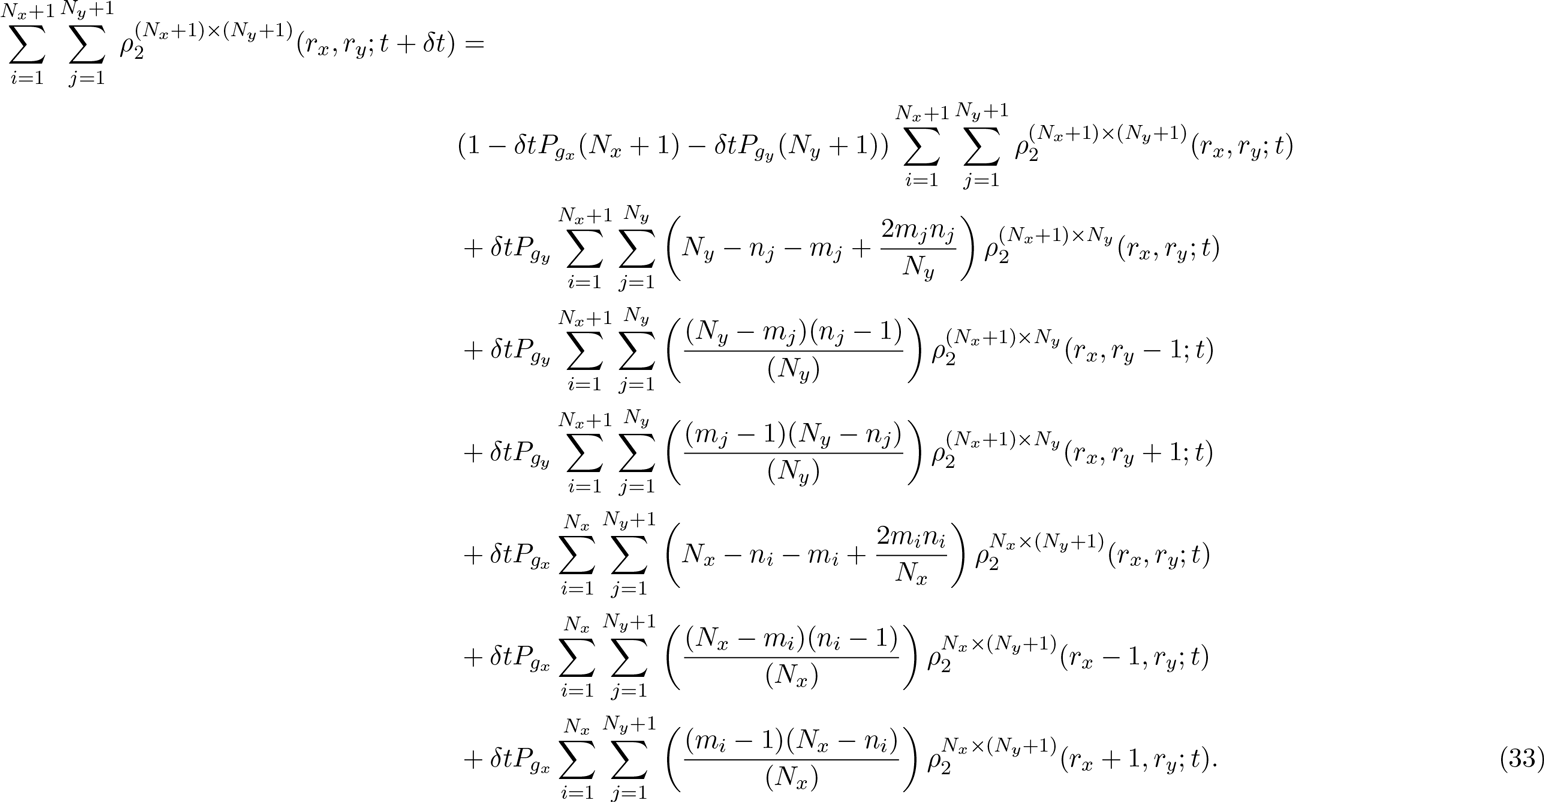 \sum_{i=1}^{N_x+1} \sum_{j=1}^{N_y+1} \rho_2^{(N_x+1)\times(N_y+1)}(r_x, r_y; t + \delta t) =
(1 - \delta t P_{g_x}(N_x + 1) - \delta t P_{g_y}(N_y + 1)) \sum_{i=1}^{N_x+1} \sum_{j=1}^{N_y+1} \rho_2^{(N_x+1)\times(N_y+1)}(r_x, r_y; t)
+ \delta t P_{g_y} \sum_{i=1}^{N_x+1} \sum_{j=1}^{N_y} \left( N_y - n_j - m_j + \frac{2m_j n_j}{N_y} \right) \rho_2^{(N_x+1)\times N_y}(r_x, r_y; t)
+ \delta t P_{g_y} \sum_{i=1}^{N_x+1} \sum_{j=1}^{N_y} \left( \frac{(N_y - m_j)(n_j - 1)}{(N_y)} \right) \rho_2^{(N_x+1)\times N_y}(r_x, r_y - 1; t)
+ \delta t P_{g_y} \sum_{i=1}^{N_x+1} \sum_{j=1}^{N_y} \left( \frac{(m_j - 1)(N_y - n_j)}{(N_y)} \right) \rho_2^{(N_x+1)\times N_y}(r_x, r_y + 1; t)
+ \delta t P_{g_x} \sum_{i=1}^{N_x} \sum_{j=1}^{N_y+1} \left( N_x - n_i - m_i + \frac{2m_i n_i}{N_x} \right) \rho_2^{N_x\times(N_y+1)}(r_x, r_y; t)
+ \delta t P_{g_x} \sum_{i=1}^{N_x} \sum_{j=1}^{N_y+1} \left( \frac{(N_x - m_i)(n_i - 1)}{(N_x)} \right) \rho_2^{N_x\times(N_y+1)}(r_x - 1, r_y; t)
+ \delta t P_{g_x} \sum_{i=1}^{N_x} \sum_{j=1}^{N_y+1} \left( \frac{(m_i - 1)(N_x - n_i)}{(N_x)} \right) \rho_2^{N_x\times(N_y+1)}(r_x + 1, r_y; t). (33)